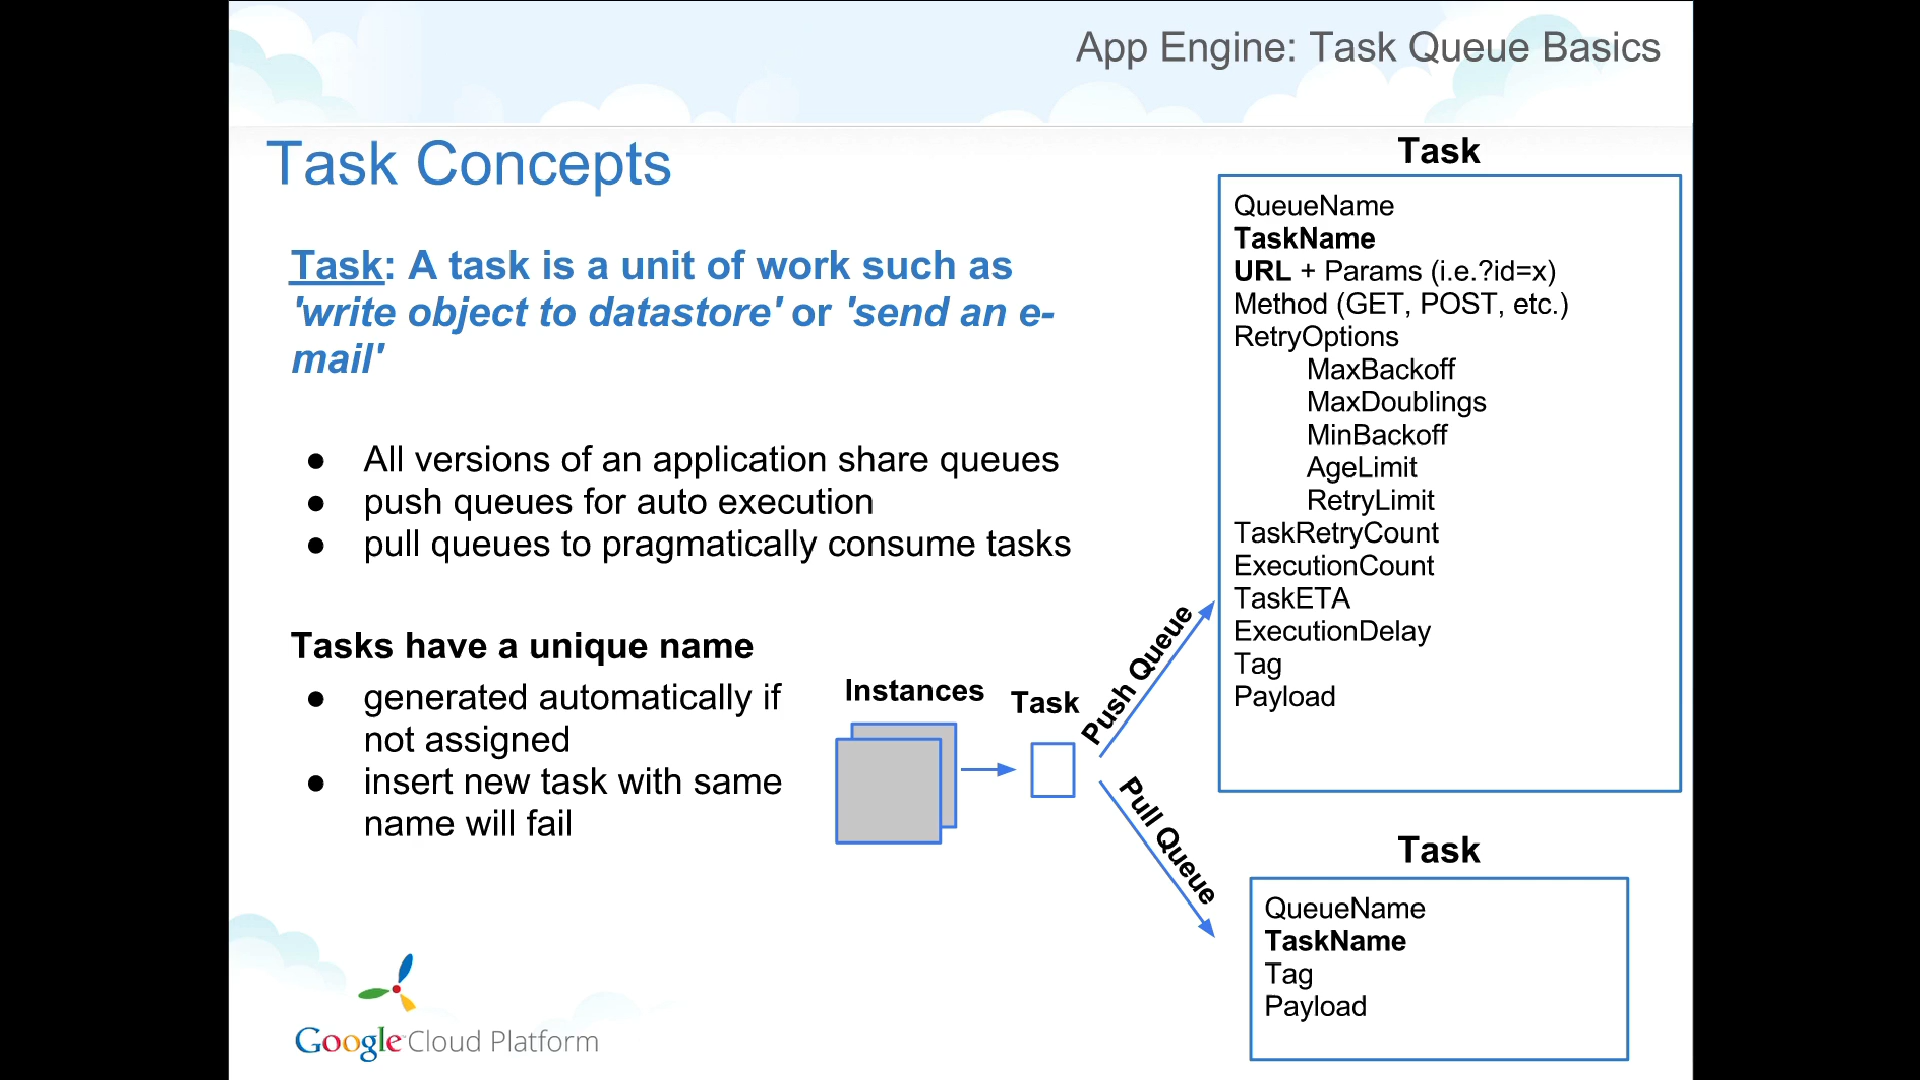 App Engine: Task Queue Basics
Task Concepts
Task: A task is a unit of work such as
'write object to datastore' or 'send an e-
mail'
● All versions of an application share queues
● push queues for auto execution
● pull queues to pragmatically consume tasks
Tasks have a unique name
● generated automatically if
not assigned
● insert new task with same
name will fail
Instances
Task
Push Queue
Pull Queue
Task
QueueName
TaskName
URL + Params (i.e.?id=x)
Method (GET, POST, etc.)
RetryOptions
MaxBackoff
MaxDoublings
MinBackoff
AgeLimit
RetryLimit
TaskRetryCount
ExecutionCount
TaskETA
ExecutionDelay
Tag
Payload
Task
QueueName
TaskName
Tag
Payload
Google Cloud Platform